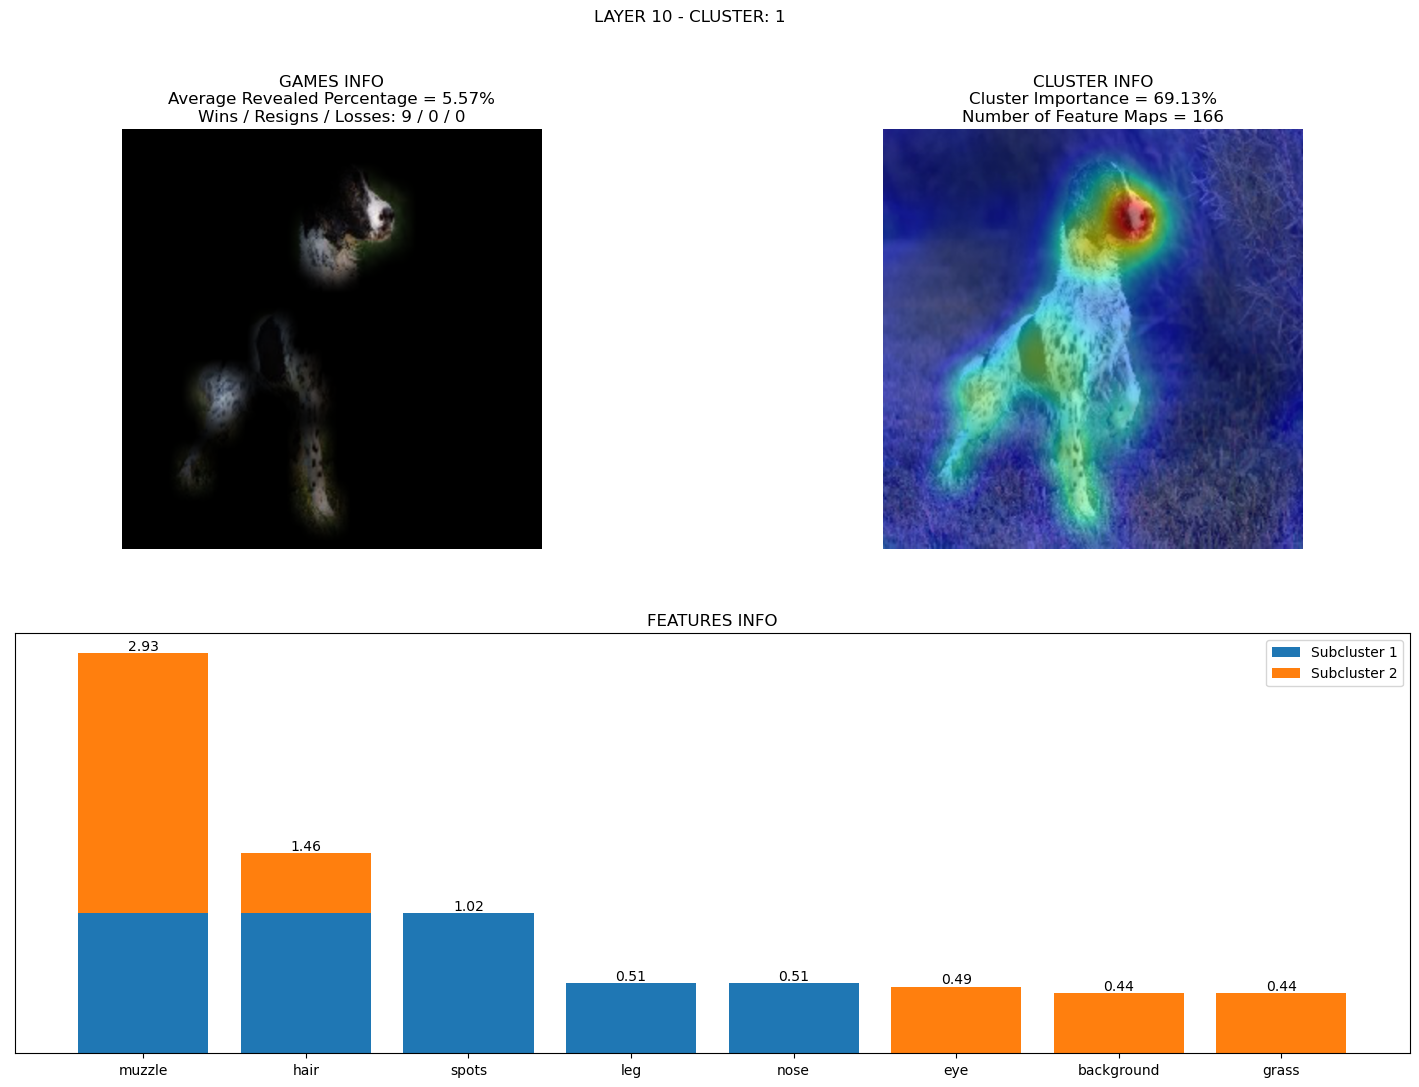 LAYER 10 - CLUSTER: 1
GAMES INFO
Average Revealed Percentage = 5.57%
Wins / Resigns / Losses: 9 / 0 / 0
CLUSTER INFO
Cluster Importance = 69.13%
Number of Feature Maps = 166
FEATURES INFO
Subcluster 1
Subcluster 2
2.93
1.46
1.02
0.51
0.51
0.49
0.44
0.44
muzzle
hair
spots
leg
nose
eye
background
grass